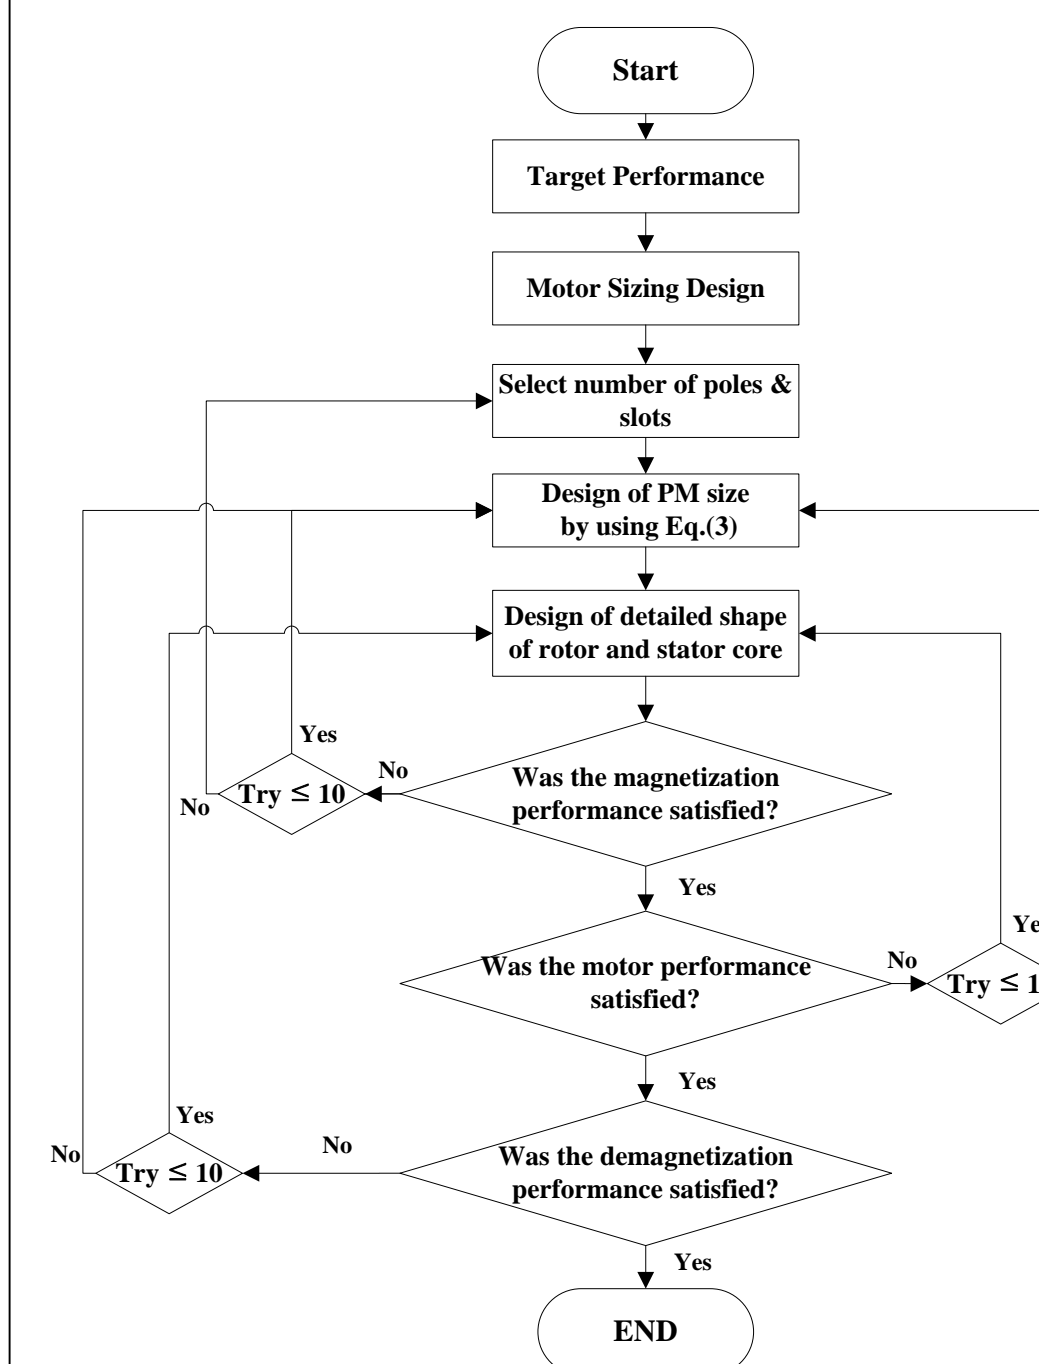 Start
Target Performance
Motor Sizing Design
Select number of poles &
slots
Design of PM size
by using Eq.(3)
Design of detailed shape
of rotor and stator core
Yes
No
Try ≤ 10
No
Was the magnetization
performance satisfied?
Yes
Was the motor performance
satisfied?
No
Try ≤ 1
Yes
Yes
No
Try ≤ 10
No
Was the demagnetization
performance satisfied?
Yes
END